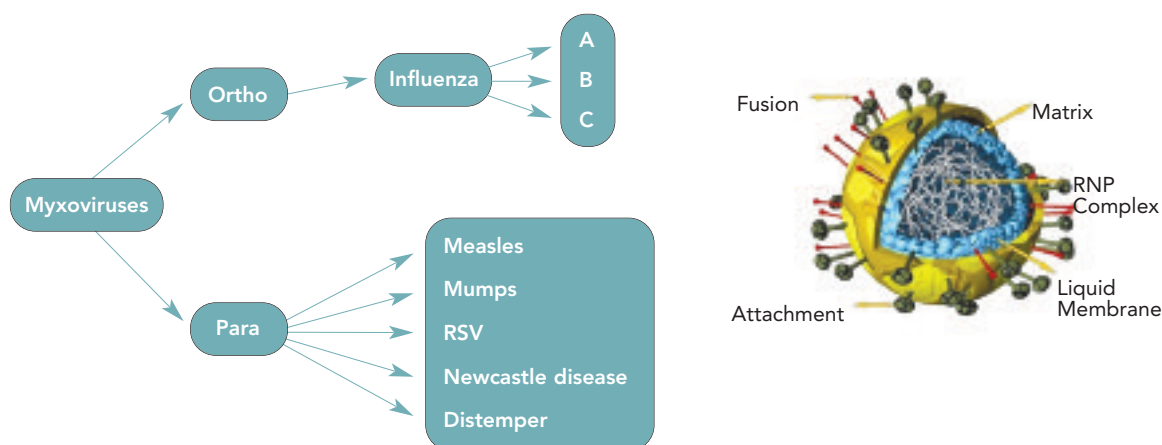 Myxoviruses
Ortho
Influenza
A
B
C
Para
Measles
Mumps
RSV
Newcastle disease
Distemper
Fusion
Matrix
RNP
Complex
Attachment
Liquid
Membrane